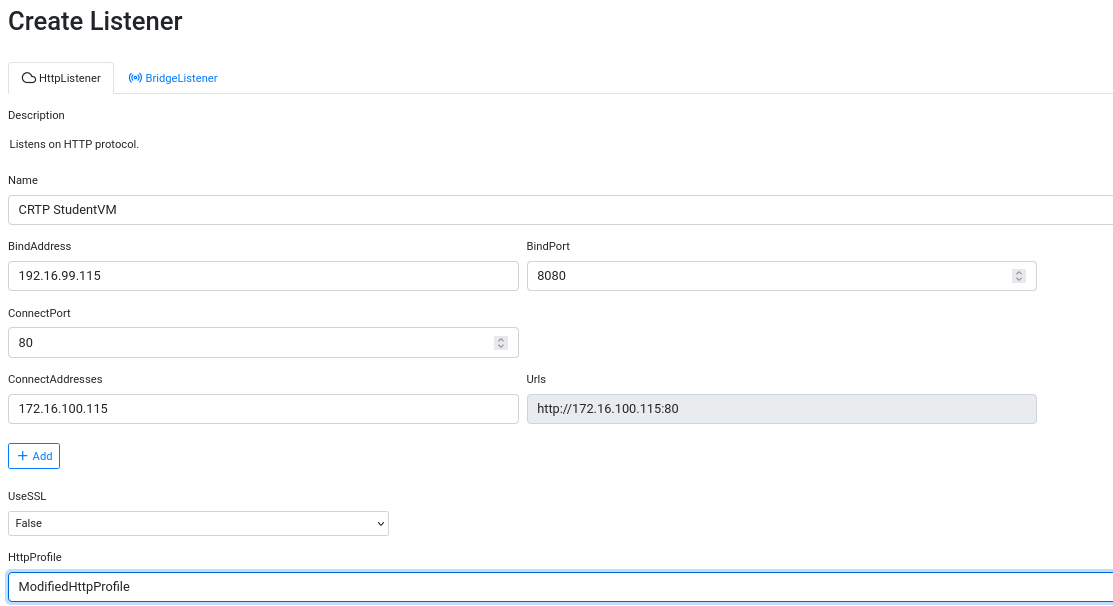 Create Listener
HttpListener BridgeListener
Description
Listens on HTTP protocol.
Name
CRTP StudentVM
BindAddress BindPort
192.16.99.115 8080
ConnectPort
80
ConnectAddresses Urls
172.16.100.115 http://172.16.100.115:80
+ Add
UseSSL
False
HttpProfile
ModifiedHttpProfile